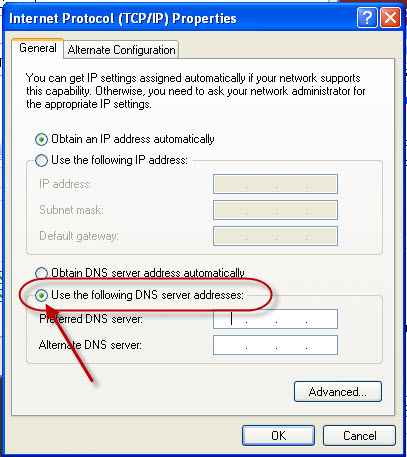 Internet Protocol (TCP/IP) Properties
General
Alternate Configuration
You can get IP settings assigned automatically if your network supports
this capability. Otherwise, you need to ask your network administrator for
the appropriate IP settings.
Obtain an IP address automatically
Use the following IP address:
IP address:
Subnet mask:
Default gateway:
Obtain DNS server address automatically
Use the following DNS server addresses:
Preferred DNS server:
Alternate DNS server:
Advanced...
OK
Cancel